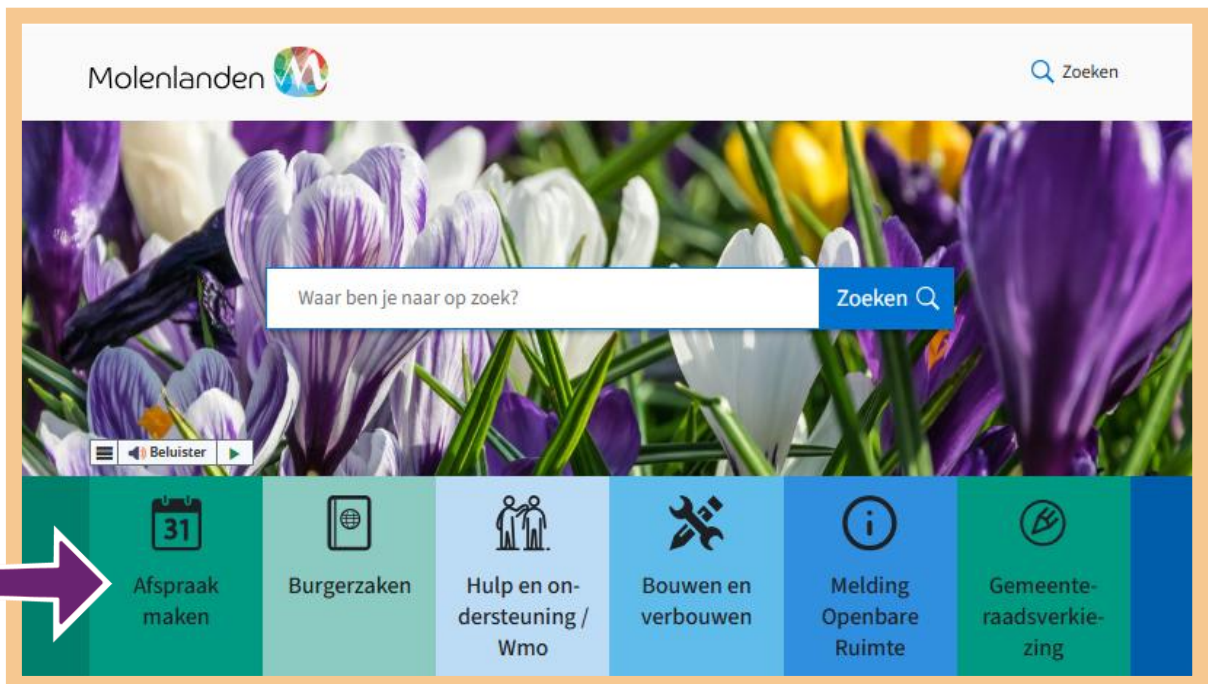 Molenlanden
Zoeken
Waar ben je naar op zoek?
Zoeken
Beluister
31
Afspraak
maken
Burgerzaken
Hulp en on-
dersteuning /
Wmo
Bouwen en
verbouwen
Melding
Openbare
Ruimte
Gemeente-
raadsverkie-
zing